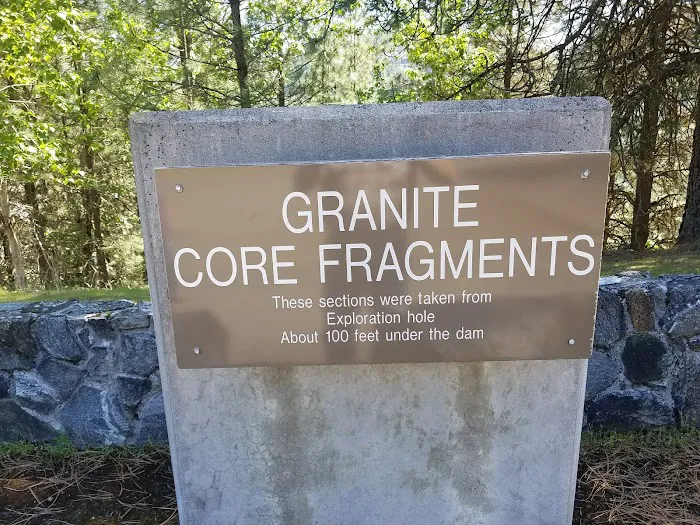 GRANITE
CORE FRAGMENTS
These sections were taken from
Exploration hole
About 100 feet under the dam